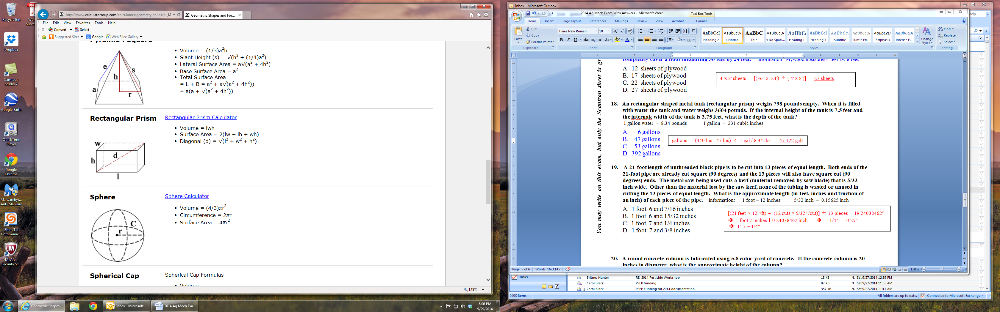 Recycle Bin
Dropbox
Camtasia
Studio 7
Google Earth
QuickTime
Player
Google
Chrome
Malwarebyt...
Anti-Malware
ShoreTel
Communic...
McAfee
Security Sc...
http://www.calculatorsoup.com/calculators/geometry-solids/g
Geometric Shapes and For...
File Edit View Favorites Tools Help
Convert Select
Suggested Sites Google Web Slice Gallery
Volume = (1/3)a²h
Slant Height (s) = √(h² + (1/4)a²)
Lateral Surface Area = a√(a² + 4h²)
Base Surface Area = a²
Total Surface Area
= L + B = a² + a√(a² + 4h²))
= a(a + √(a² + 4h²))
e s h a r
Rectangular Prism
Rectangular Prism Calculator
Volume = lwh
Surface Area = 2(lw + lh + wh)
Diagonal (d) = √(l² + w² + h²)
w d h l
Sphere
Sphere Calculator
Volume = (4/3)πr³
Circumference = 2πr
Surface Area = 4πr²
C r
Spherical Cap
Spherical Cap Formulas
Volume
125%
Geometric Shapes...
Inbox - Microsoft ...
2014 Ag Mech Exa...
6:06 PM
9/29/2014
Inbox - Microsoft Outlook
2014 Ag Mech Exam With Answers - Microsoft Word
Text Box Tools
Home Insert Page Layout References Mailings Review View Acrobat Format
Paste
Cut
Copy
Format Painter
Clipboard
Times New Roman 10
Font
Paragraph
Heading 2 ¶ Normal Title ¶ No Spaci... Heading 1 Heading 3 Subtitle Subtle Em... Emphasis Intense E...
Change
Styles
Styles
Find
Replace
Select
Editing
You may write on this exam, but only the Scantron sheet is gr
completely cover a floor measuring 36 feet by 24 feet? Information: Plywood measures 4 feet by 8 feet
A. 12 sheets of plywood
B. 17 sheets of plywood
C. 22 sheets of plywood
D. 27 sheets of plywood
4' x 8' sheets = [(36' x 24') ÷ ( 4' x 8')] = 27 sheets
18. An rectangular shaped metal tank (rectangular prism) weighs 798 pounds empty. When it is filled
with water the tank and water weighs 3604 pounds. If the internal height of the tank is 7.5 feet and
the internak width of the tank is 3.75 feet, what is the depth of the tank?
1 gallon water = 8.34 pounds 1 gallon = 231 cubic inches
A. 6 gallons
B. 47 gallons
C. 53 gallons
D. 392 gallons
gallons = (440 lbs - 47 lbs) × 1 gal / 8.34 lbs = 47.122 gals
19. A 21-foot length of unthreaded black pipe is to be cut into 13 pieces of equal length. Both ends of the
21-foot pipe are already cut square (90 degrees) and the 13 pieces will also have square cut (90
degrees) ends. The metal saw being used cuts a kerf (material removed by saw blade) that is 5/32
inch wide. Other than the material lost by the saw kerf, none of the tubing is wasted or unused in
cutting the 13 pieces of equal length. What is the approximate length (in feet, inches and fraction of
an inch) of each piece of the pipe. Information: 1 foot = 12 inches 5/32 inch = 0.15625 inch
A. 1 foot 6 and 7/16 inches
B. 1 foot 6 and 15/32 inches
C. 1 foot 7 and 1/4 inches
D. 1 foot 7 and 3/8 inches
[(21 feet × 12”/ft) - (12 cuts × 5/32" /cut)] ÷ 13 pieces = 19.24038462”
➔ 1 foot 7 inches + 0.24038462 inch ➔ 1/4" = 0.25"
➔ 1' 7 ~ 1/4"
20. A round concrete column is fabricated using 5.8 cubic yard of concrete. If the concrete column is 20
inches in diameter, what is the approximate height of the column?
Page: 5 of 6 Words: 16/3,145 130%
Tasks
Britney Hunter RE: 2014 Pesticide Workshop 18 KB N.. Sat 9/27/2014 12:59 PM
Carol Black PSEP funding 87 KB N.. Sat 9/27/2014 11:55 AM
Carol Black PSEP Funding for 2014 documentation 357 KB N.. Sat 9/27/2014 11:11 AM
5603 Items All folders are up to date. Connected to Microsoft Exchange